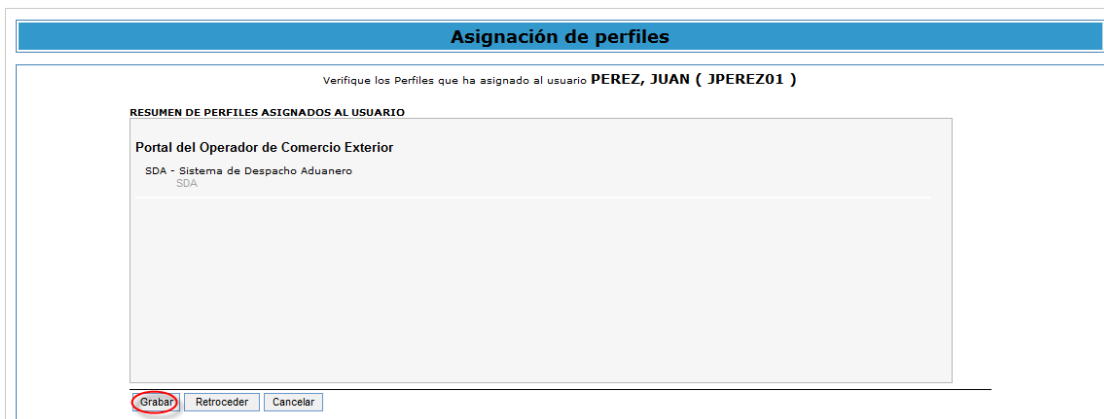 Asignación de perfiles
Verifique los Perfiles que ha asignado al usuario PEREZ, JUAN ( JPEREZ01 )
RESUMEN DE PERFILES ASIGNADOS AL USUARIO
Portal del Operador de Comercio Exterior
SDA - Sistema de Despacho Aduanero
SDA
Grabar Retroceder Cancelar